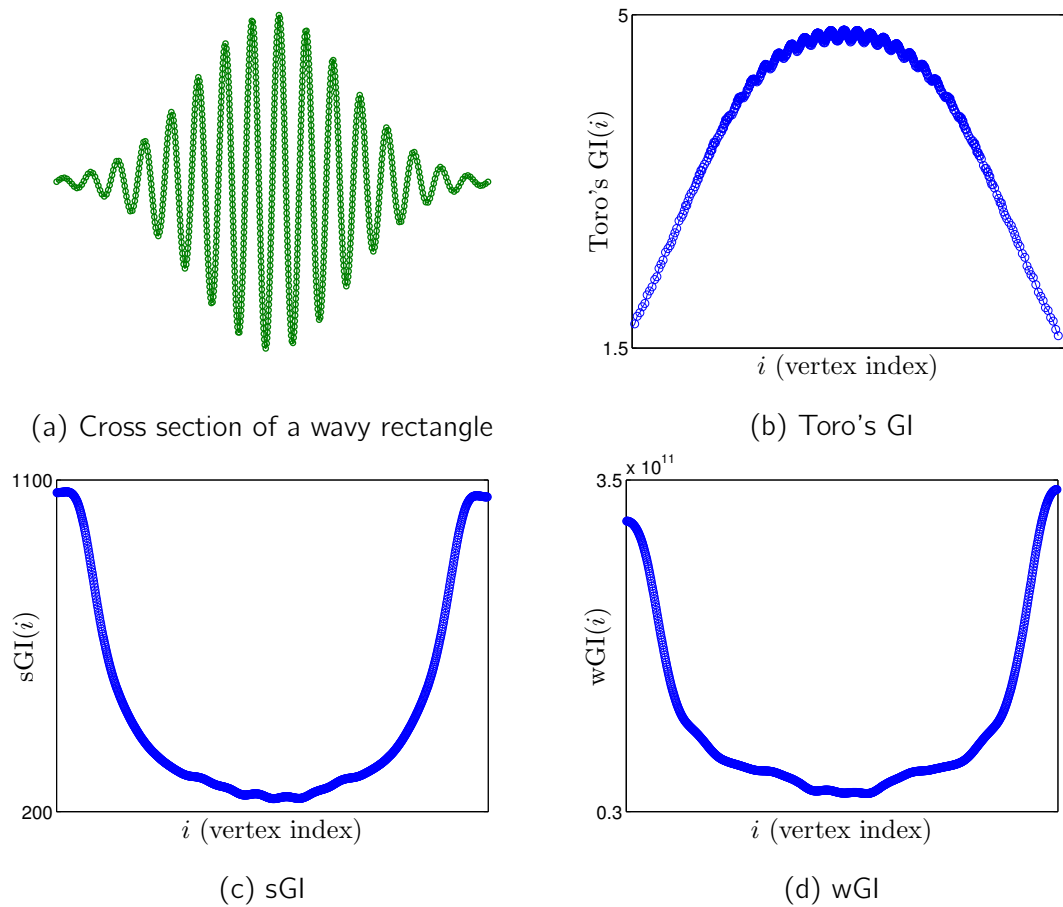 5
Toro's GI(i)
1.5
i (vertex index)
(a) Cross section of a wavy rectangle
(b) Toro's GI
1100
sGI(i)
200
i (vertex index)
(c) sGI
3.5 x 10^11
wGI(i)
0.3
i (vertex index)
(d) wGI